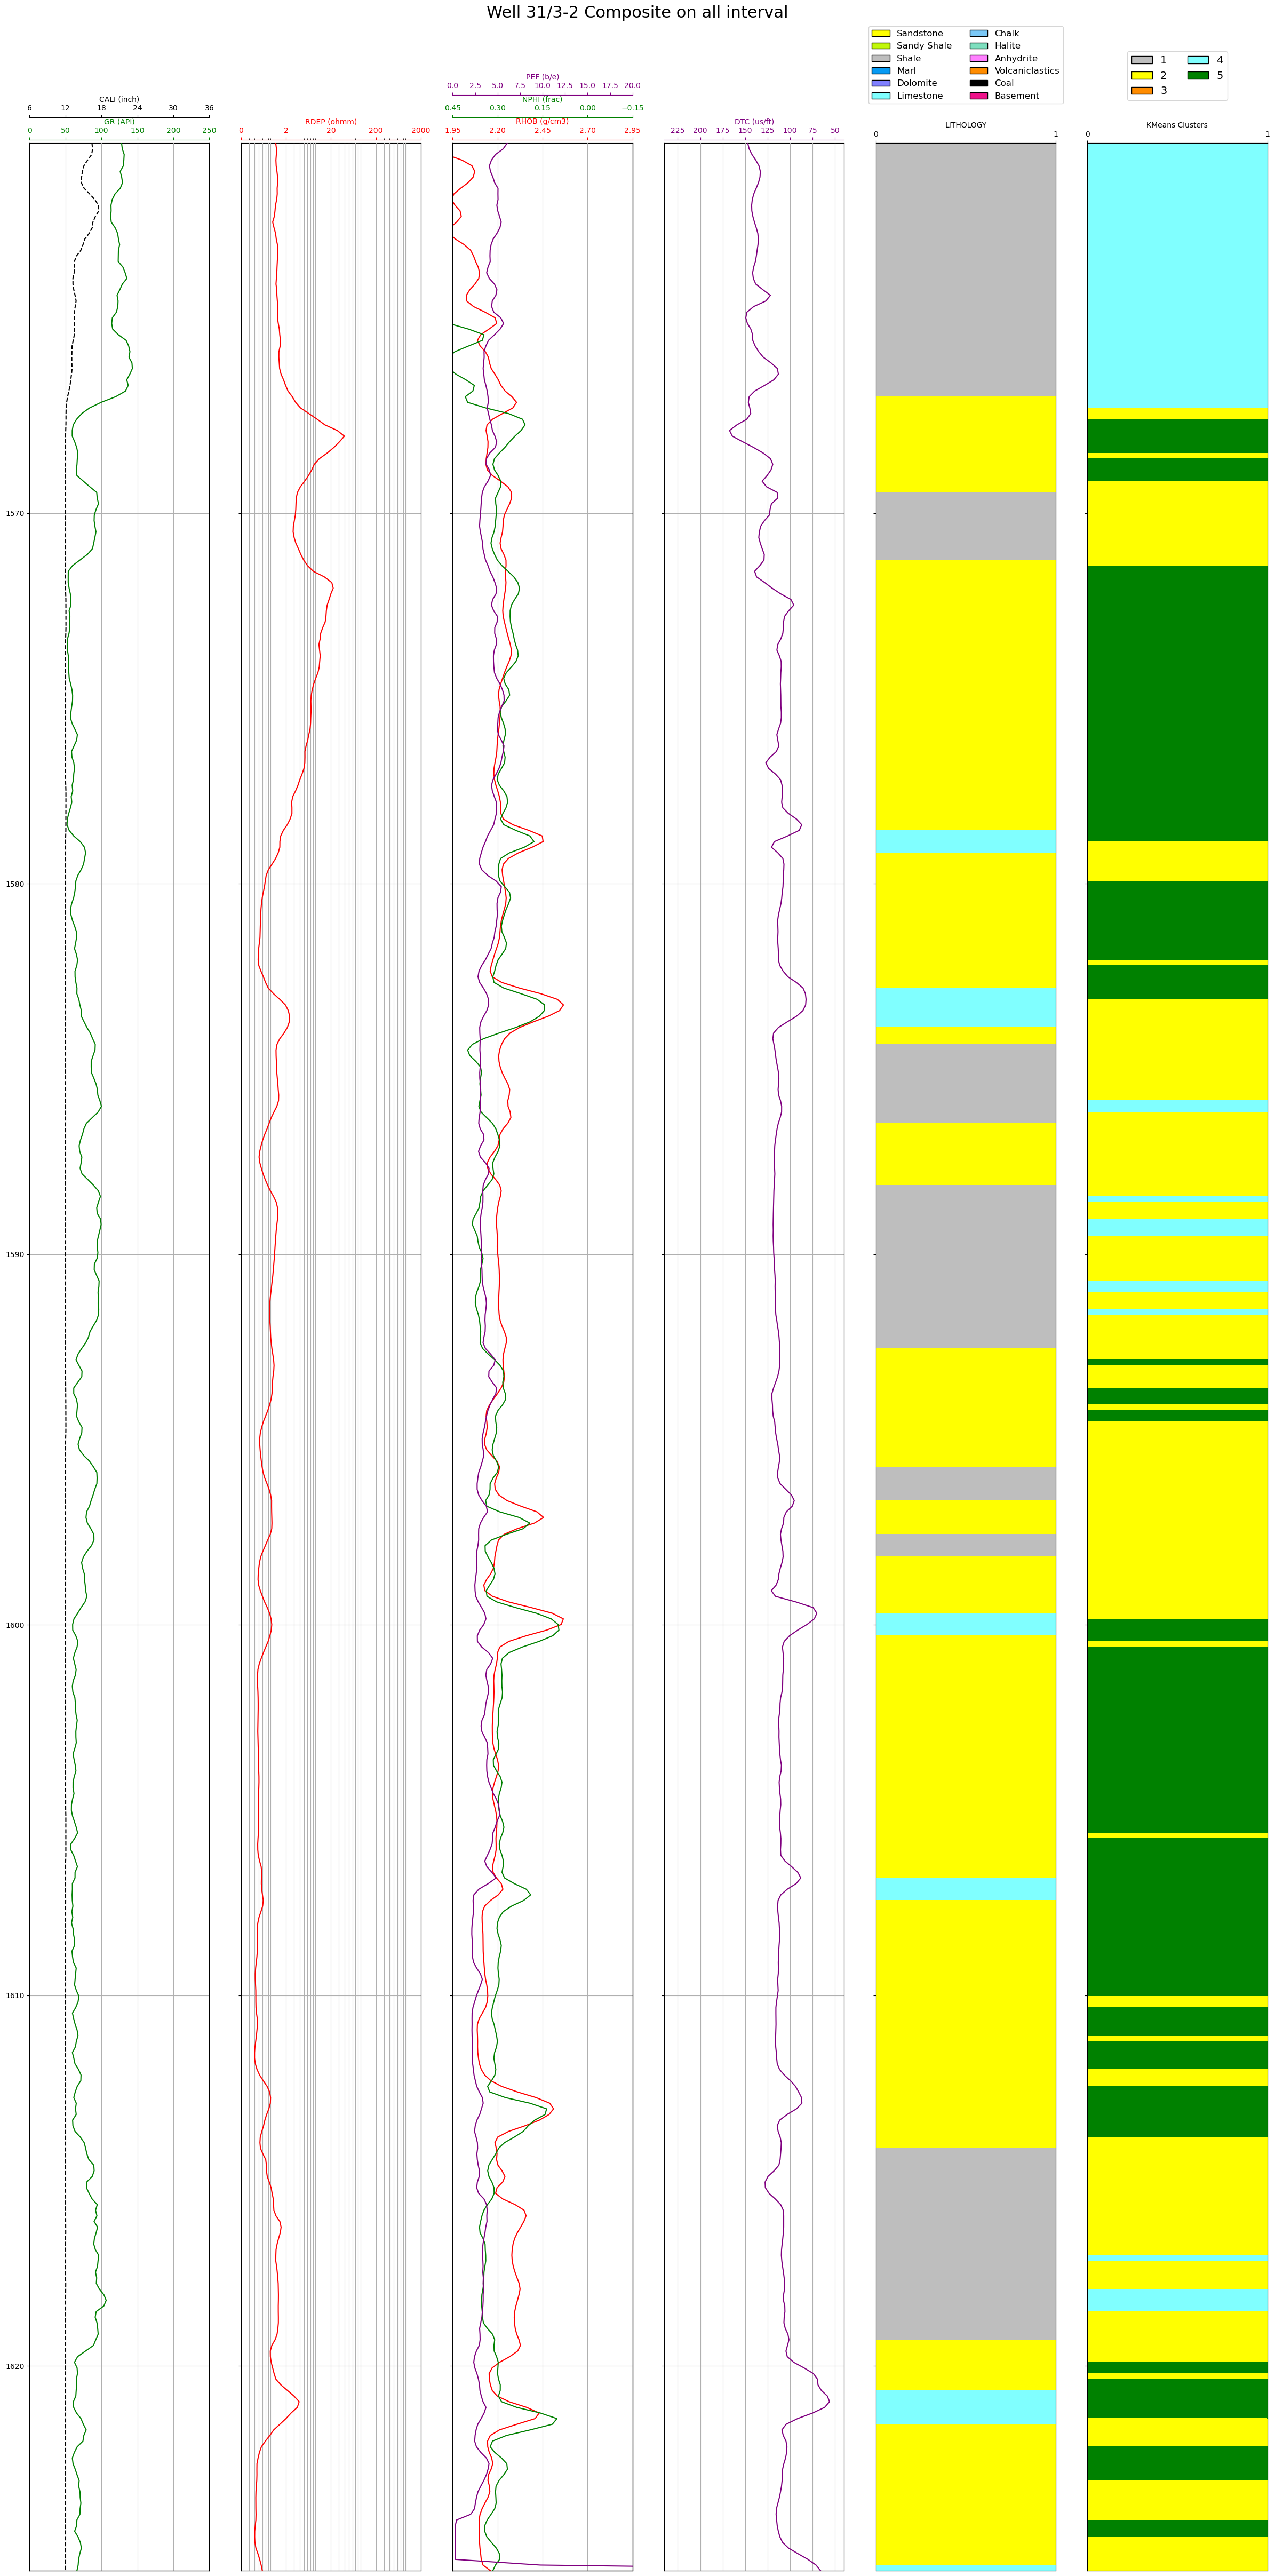 Well 31/3-2 Composite on all interval
Sandstone Chalk
Sandy Shale Halite
Shale Anhydrite
Marl Volcaniclastics
Dolomite Coal
Limestone Basement
1 4
2 5
3
PEF (b/e)
0.0 2.5 5.0 7.5 10.0 12.5 15.0 17.5 20.0
CALI (inch) NPHI (frac)
6 12 18 24 30 36 0.45 0.30 0.15 0.00 −0.15
GR (API) RDEP (ohmm) RHOB (g/cm3) DTC (us/ft) LITHOLOGY KMeans Clusters
0 50 100 150 200 250 0 2 20 200 2000 1.95 2.20 2.45 2.70 2.95 225 200 175 150 125 100 75 50 0 1 0 1
1570
1580
1590
1600
1610
1620